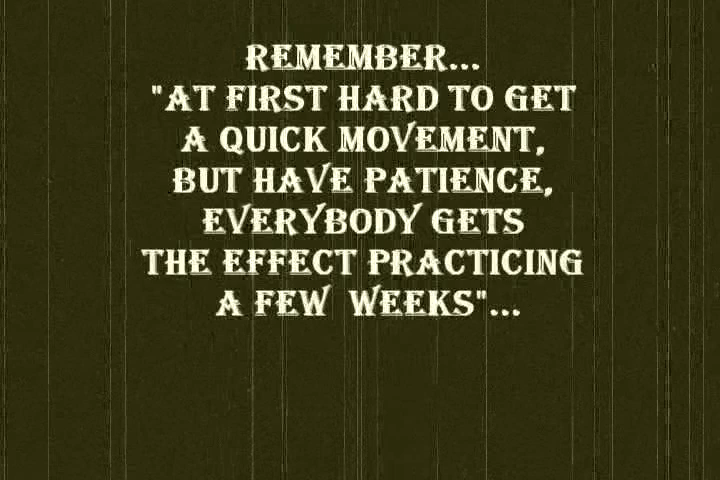 REMEMBER...
"AT FIRST HARD TO GET
A QUICK MOVEMENT,
BUT HAVE PATIENCE,
EVERYBODY GETS
THE EFFECT PRACTICING
A FEW WEEKS"...